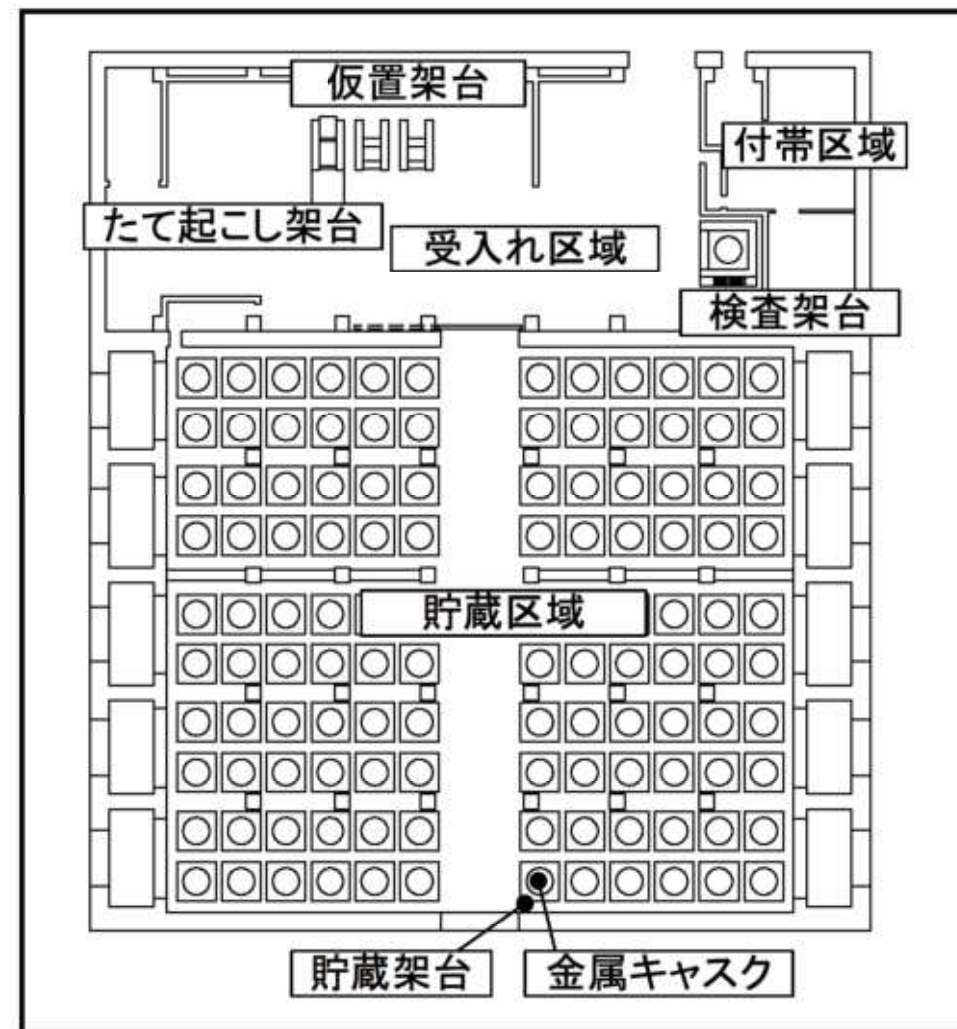 仮置架台
付帯区域
たて起こし架台
受入れ区域
検査架台
貯蔵区域
貯蔵架台
金属キャスク